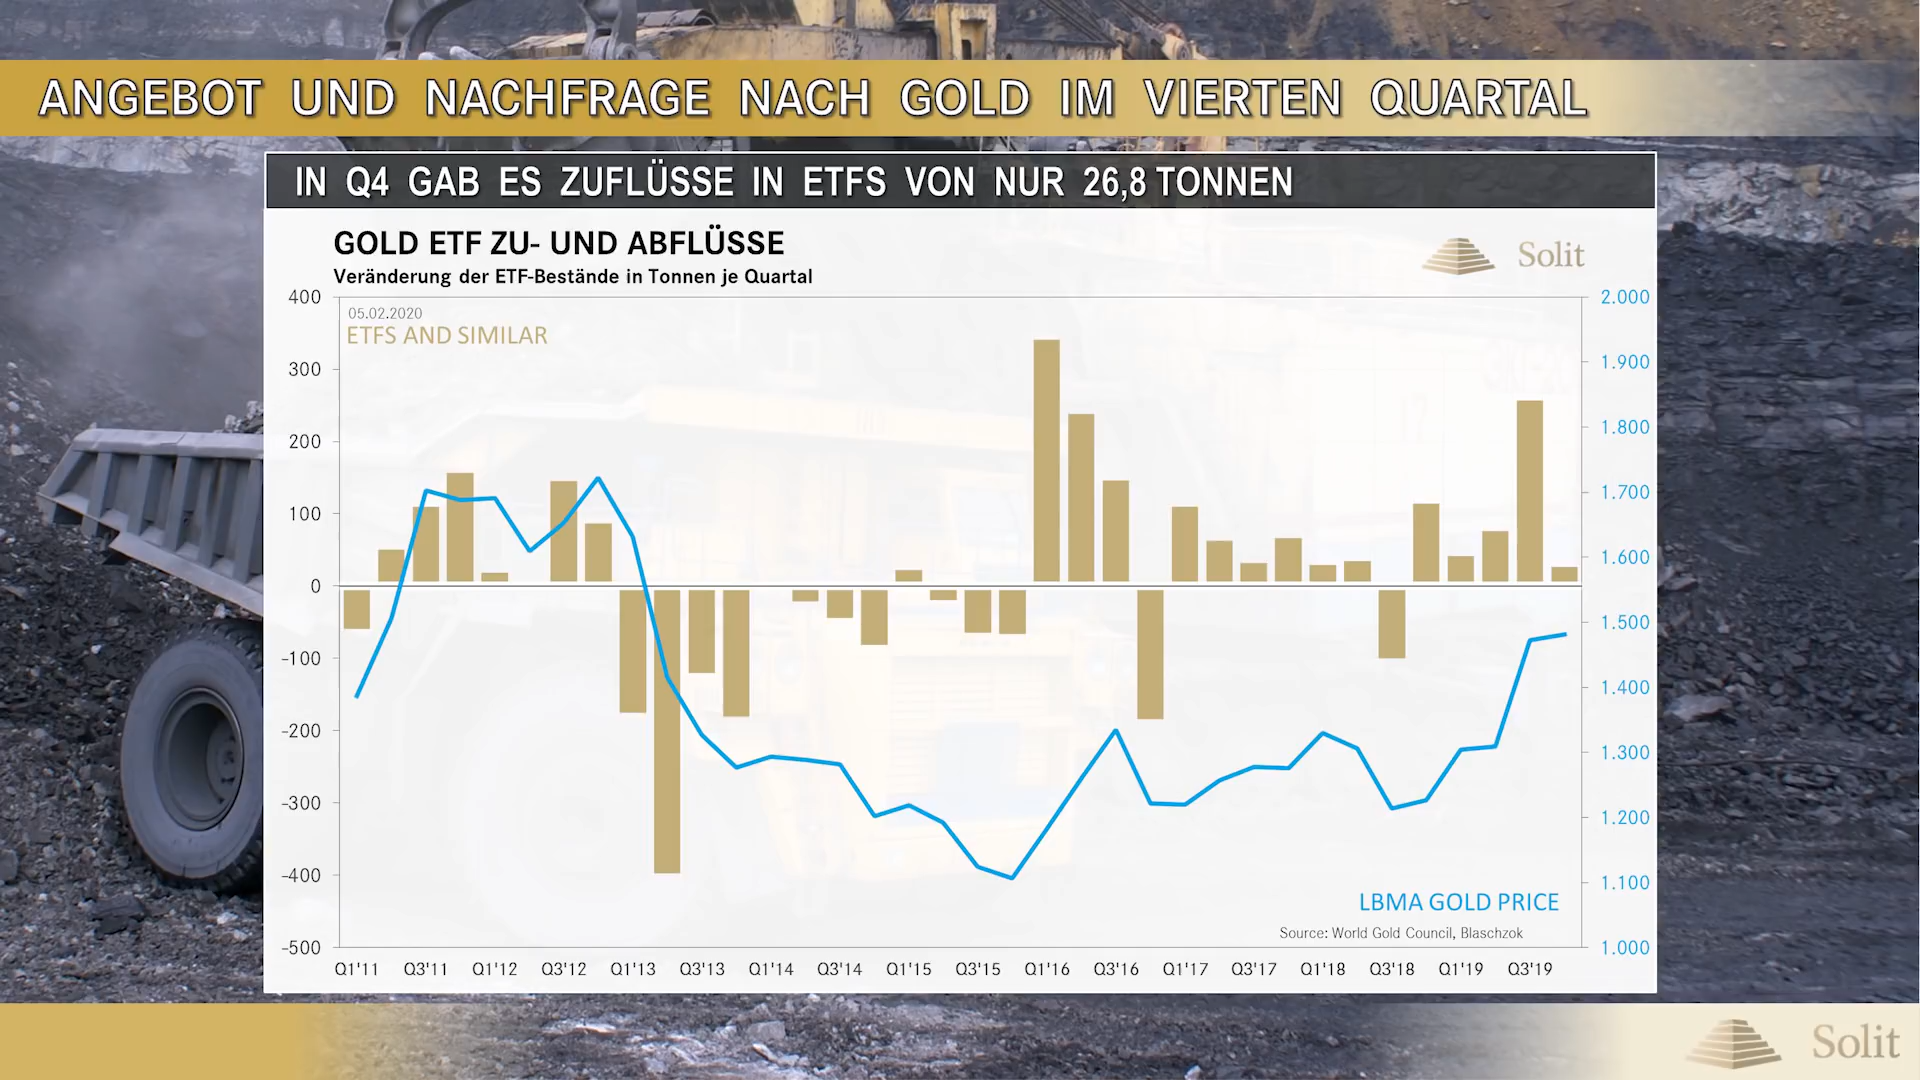 ANGEBOT UND NACHFRAGE NACH GOLD IM VIERTEN QUARTAL
IN Q4 GAB ES ZUFLÜSSE IN ETFS VON NUR 26,8 TONNEN
GOLD ETF ZU- UND ABFLÜSSE
Veränderung der ETF-Bestände in Tonnen je Quartal
Solit
05.02.2020
ETFS AND SIMILAR
400
300
200
100
0
-100
-200
-300
-400
-500
2.000
1.900
1.800
1.700
1.600
1.500
1.400
1.300
1.200
1.100
1.000
LBMA GOLD PRICE
Source: World Gold Council, Blaschzok
Q1'11 Q3'11 Q1'12 Q3'12 Q1'13 Q3'13 Q1'14 Q3'14 Q1'15 Q3'15 Q1'16 Q3'16 Q1'17 Q3'17 Q1'18 Q3'18 Q1'19 Q3'19
Solit